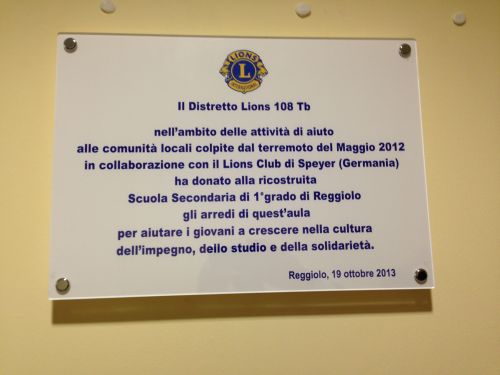 LIONS
L
INTERNATIONAL
Il Distretto Lions 108 Tb
nell'ambito delle attività di aiuto
alle comunità locali colpite dal terremoto del Maggio 2012
in collaborazione con il Lions Club di Speyer (Germania)
ha donato alla ricostruita
Scuola Secondaria di 1°grado di Reggiolo
gli arredi di quest'aula
per aiutare i giovani a crescere nella cultura
dell'impegno, dello studio e della solidarietà.
Reggiolo, 19 ottobre 2013